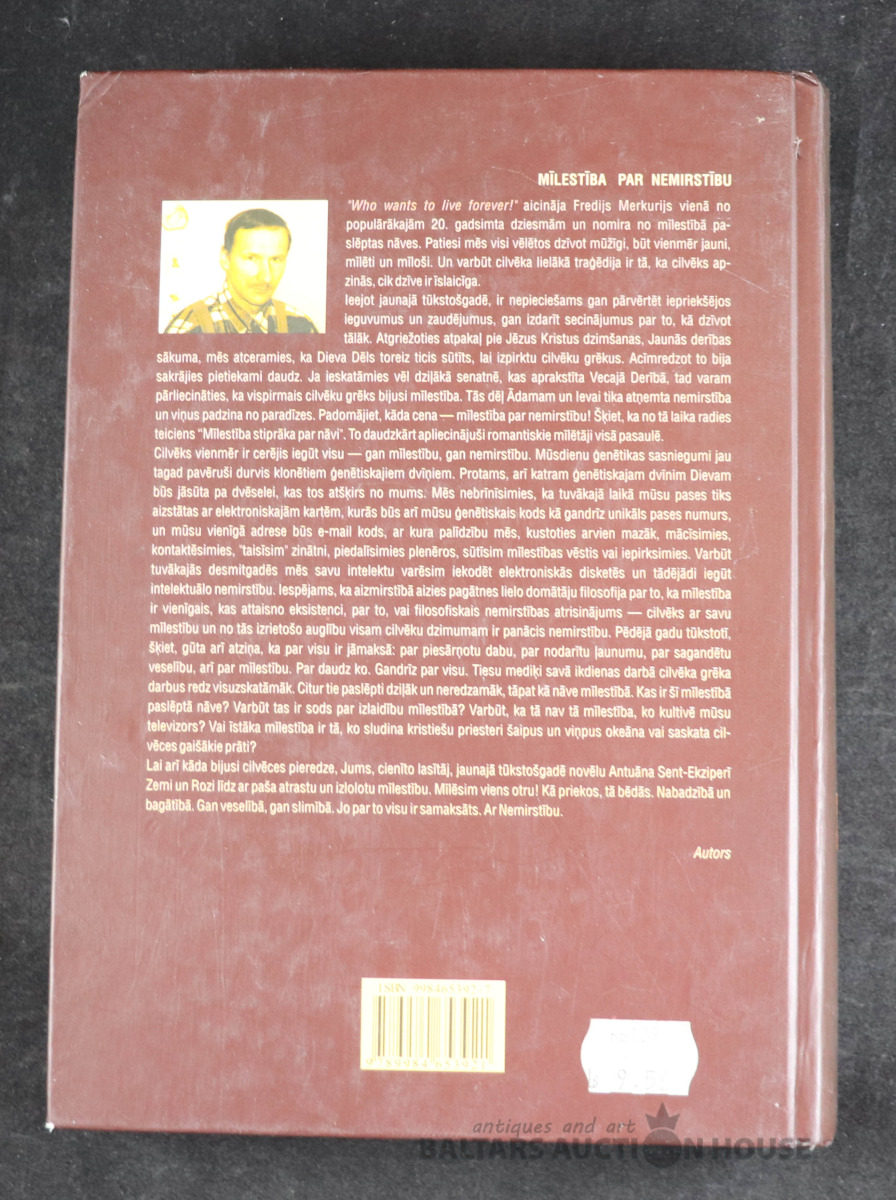 MĪLESTĪBA PAR NEMIRSTĪBU
"Who wants to live forever!" aicināja Fredijs Merkurijs vienā no
populārākajām 20. gadsimta dziesmām un nomira no mīlestībā pa-
slēptas nāves. Patiesi mēs visi vēlētos dzīvot mūžīgi, būt vienmēr jauni,
mīlēti un mīloši. Un varbūt cilvēka lielākā traģēdija ir tā, ka cilvēks ap-
zinās, cik dzīve ir īslaicīga.
Ieejot jaunajā tūkstošgadē, ir nepieciešams gan pārvērtēt iepriekšējos
ieguvumus un zaudējumus, gan izdarīt secinājumus par to, kā dzīvot
tālāk. Atgriežoties atpakaļ pie Jēzus Kristus dzimšanas, Jaunās derības
sākuma, mēs atceramies, ka Dieva Dēls toreiz ticis sūtīts, lai izpirktu cilvēku grēkus. Acīmredzot to bija
sakrājies pietiekami daudz. Ja ieskatāmies vēl dziļākā senatnē, kas aprakstīta Vecajā Derībā, tad varam
pārliecināties, ka vispirmais cilvēku grēks bijusi mīlestība. Tās dēļ Ādamam un Ievai tika atņemta nemirstība
un viņus padzina no paradīzes. Padomājiet, kāda cena — mīlestība par nemirstību! Šķiet, ka no tā laika radies
teiciens "Mīlestība stiprāka par nāvi". To daudzkārt apliecinājuši romantiskie mīlētāji visā pasaulē.
Cilvēks vienmēr ir cerējis iegūt visu — gan mīlestību, gan nemirstību. Mūsdienu ģenētikas sasniegumi jau
tagad pavēruši durvis klonētiem ģenētiskajiem dvīņiem. Protams, arī katram ģenētiskajam dvīnim Dievam
būs jāsūta pa dvēselei, kas tos atšķirs no mums. Mēs nebrīnīsimies, ka tuvākajā laikā mūsu pases tiks
aizstātas ar elektroniskajām kartēm, kurās būs arī mūsu ģenētiskais kods kā gandrīz unikāls pases numurs,
un mūsu vienīgā adrese būs e-mail kods, ar kura palīdzību mēs, kustoties arvien mazāk, mācīsimies,
kontaktēsimies, "taisīsim" zinātni, piedalīsimies plenēros, sūtīsim mīlestības vēstis vai iepirksimies. Varbūt
tuvākajās desmitgadēs mēs savu intelektu varēsim iekodēt elektroniskās disketēs un tādējādi iegūt
intelektuālo nemirstību. Iespējams, ka aizmirstībā aizies pagātnes lielo domātāju filosofija par to, ka mīlestība
ir vienīgais, kas attaisno eksistenci, par to, vai filosofiskais nemirstības atrisinājums — cilvēks ar savu
mīlestību un no tās izrietošo auglību visam cilvēku dzimumam ir panācis nemirstību. Pēdējā gadu tūkstotī,
šķiet, gūta arī atziņa, ka par visu ir jāmaksā: par piesārņotu dabu, par nodarītu ļaunumu, par sagandētu
veselību, arī par mīlestību. Par daudz ko. Gandrīz par visu. Tiesu mediķi savā ikdienas darbā cilvēka grēka
darbus redz visuzskatāmāk. Citur tie paslēpti dziļāk un neredzamāk, tāpat kā nāve mīlestībā. Kas ir šī mīlestībā
paslēptā nāve? Varbūt tas ir sods par izlaidību mīlestībā? Varbūt, ka tā nav tā mīlestība, ko kultivē mūsu
televizors? Vai īstāka mīlestība ir tā, ko sludina kristiešu priesteri šaipus un viņpus okeāna vai saskata cil-
vēces gaišākie prāti?
Lai arī kāda bijusi cilvēces pieredze, Jums, cienīto lasītāj, jaunajā tūkstošgadē novēlu Antuāna Sent-Ekziperī
Zemi un Rozi līdz ar paša atrastu un izlolotu mīlestību. Mīlēsim viens otru! Kā priekos, tā bēdās. Nabadzībā un
bagātībā. Gan veselībā, gan slimībā. Jo par to visu ir samaksāts. Ar Nemirstību.
Autors
ISBN
antiques and art
BALTARS AUCTION HOUSE